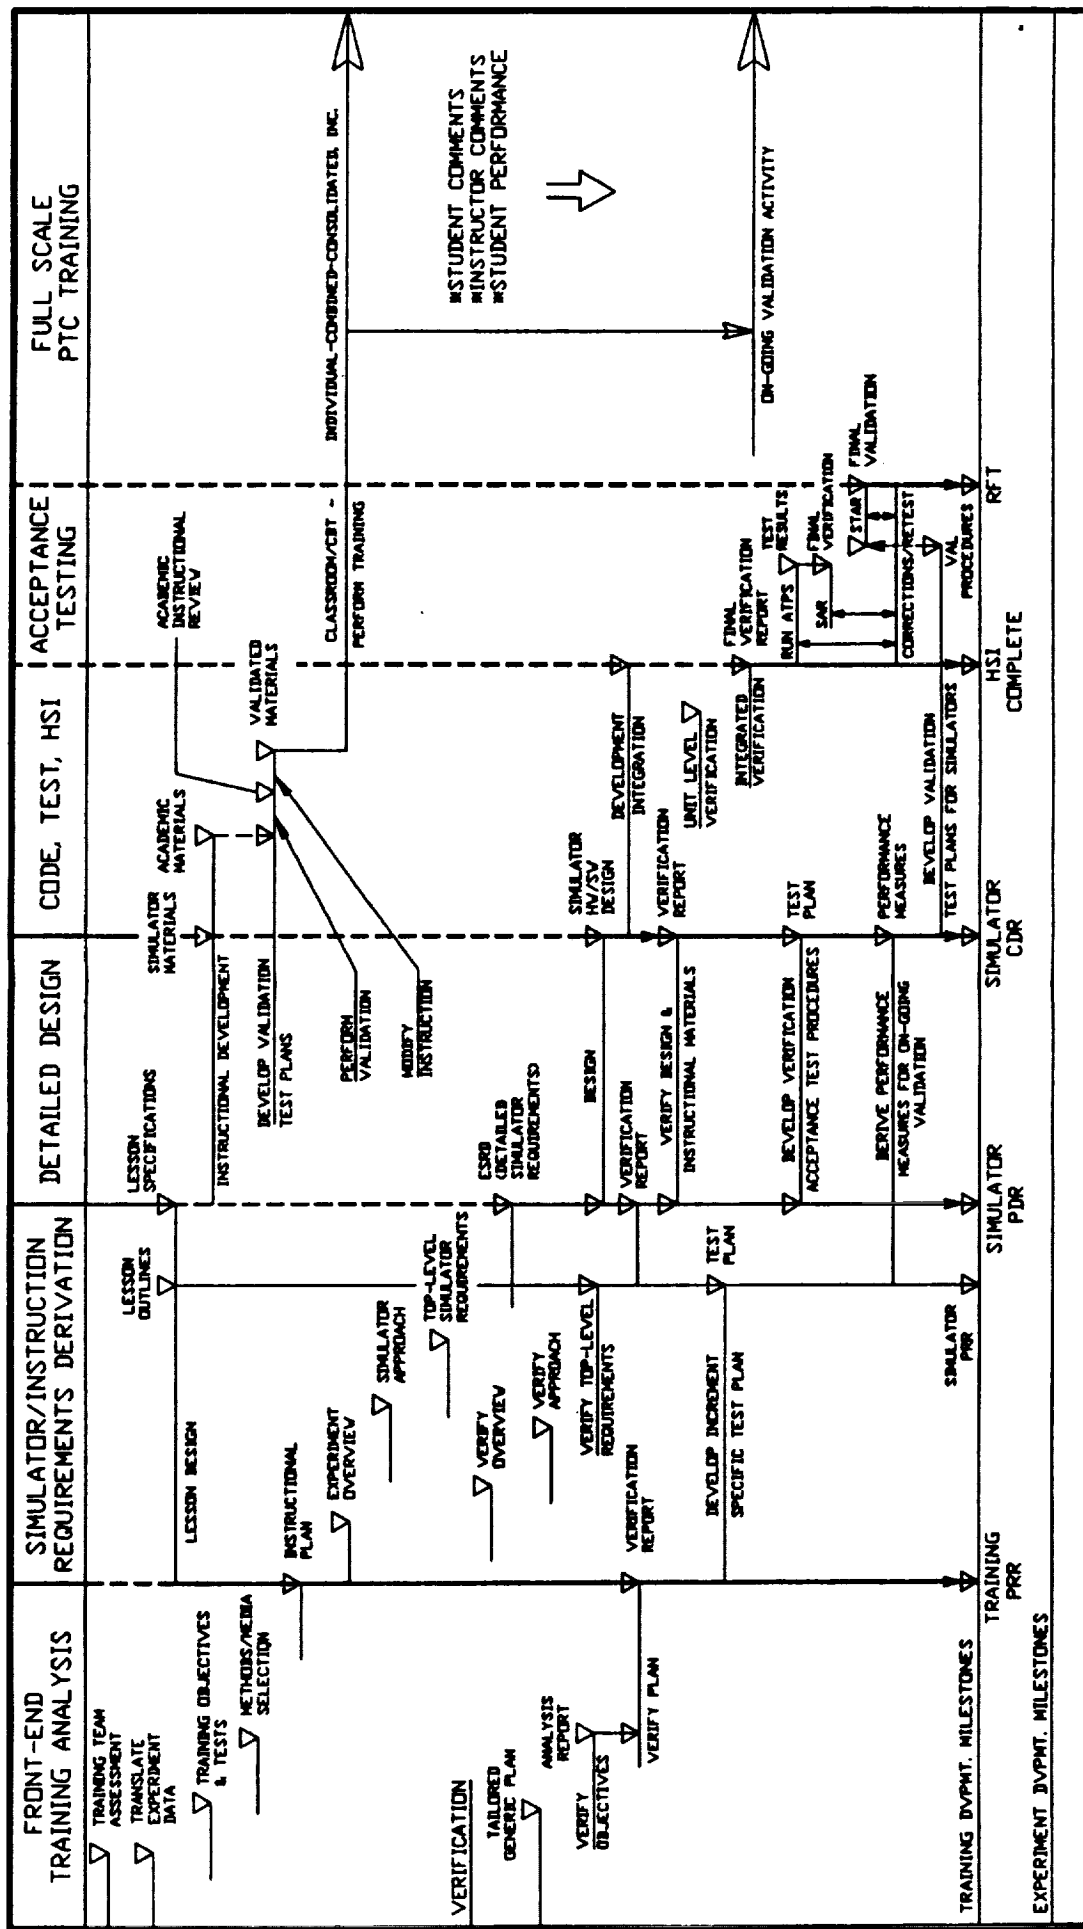 FRONT-END
TRAINING ANALYSIS
SIMULATOR/INSTRUCTION
REQUIREMENTS DERIVATION
DETAILED DESIGN
CODE, TEST, HSI
ACCEPTANCE
TESTING
FULL SCALE
PTC TRAINING
TRAINING TEAM
ASSESSMENT
TRANSLATE
EXPERIMENT
DATA
TRAINING OBJECTIVES
& TESTS
METHODS/MEDIA
SELECTION
LESSON DESIGN
INSTRUCTIONAL
PLAN
EXPERIMENT
OVERVIEW
SIMULATOR
APPROACH
TOP-LEVEL
SIMULATOR
REQUIREMENTS
LESSON
OUTLINES
LESSON
SPECIFICATIONS
INSTRUCTIONAL DEVELOPMENT
SIMULATOR
MATERIALS
ACADEMIC
MATERIALS
ACADEMIC
INSTRUCTIONAL
REVIEW
DEVELOP VALIDATION
TEST PLANS
PERFORM
VALIDATION
MODIFY
INSTRUCTION
VALIDATED
MATERIALS
CLASSROOM/CBT -
INDIVIDUAL-COMBINED-CONSOLIDATED, INC.
PERFORM TRAINING
*STUDENT COMMENTS
*INSTRUCTOR COMMENTS
*STUDENT PERFORMANCE
ON-GOING VALIDATION ACTIVITY
VERIFICATION
TAILORED
GENERIC PLAN
ANALYSIS
REPORT
VERIFY
OBJECTIVES
VERIFY PLAN
VERIFY
OVERVIEW
VERIFY
APPROACH
VERIFY TOP-LEVEL
REQUIREMENTS
VERIFICATION
REPORT
DEVELOP INCREMENT
SPECIFIC TEST PLAN
TEST
PLAN
ESRD
(DETAILED
SIMULATOR
REQUIREMENTS)
DESIGN
VERIFICATION
REPORT
VERIFY DESIGN &
INSTRUCTIONAL MATERIALS
DEVELOP VERIFICATION
ACCEPTANCE TEST PROCEDURES
DERIVE PERFORMANCE
MEASURES FOR ON-GOING
VALIDATION
SIMULATOR
HW/SW
DESIGN
DEVELOPMENT
INTEGRATION
VERIFICATION
REPORT
UNIT LEVEL
VERIFICATION
INTEGRATED
VERIFICATION
TEST
PLAN
PERFORMANCE
MEASURES
DEVELOP VALIDATION
TEST PLANS FOR SIMULATORS
FINAL
VERIFICATION
REPORT
RUN ATPS
TEST
RESULTS
SAR
FINAL
VERIFICATION
STAR
FINAL
VALIDATION
CORRECTIONS/RETEST
VAL
PROCEDURES
TRAINING DVPMT. MILESTONES
TRAINING
PRR
SIMULATOR
PRR
SIMULATOR
PDR
SIMULATOR
CDR
HSI
COMPLETE
RFT
EXPERIMENT DVPMT. MILESTONES